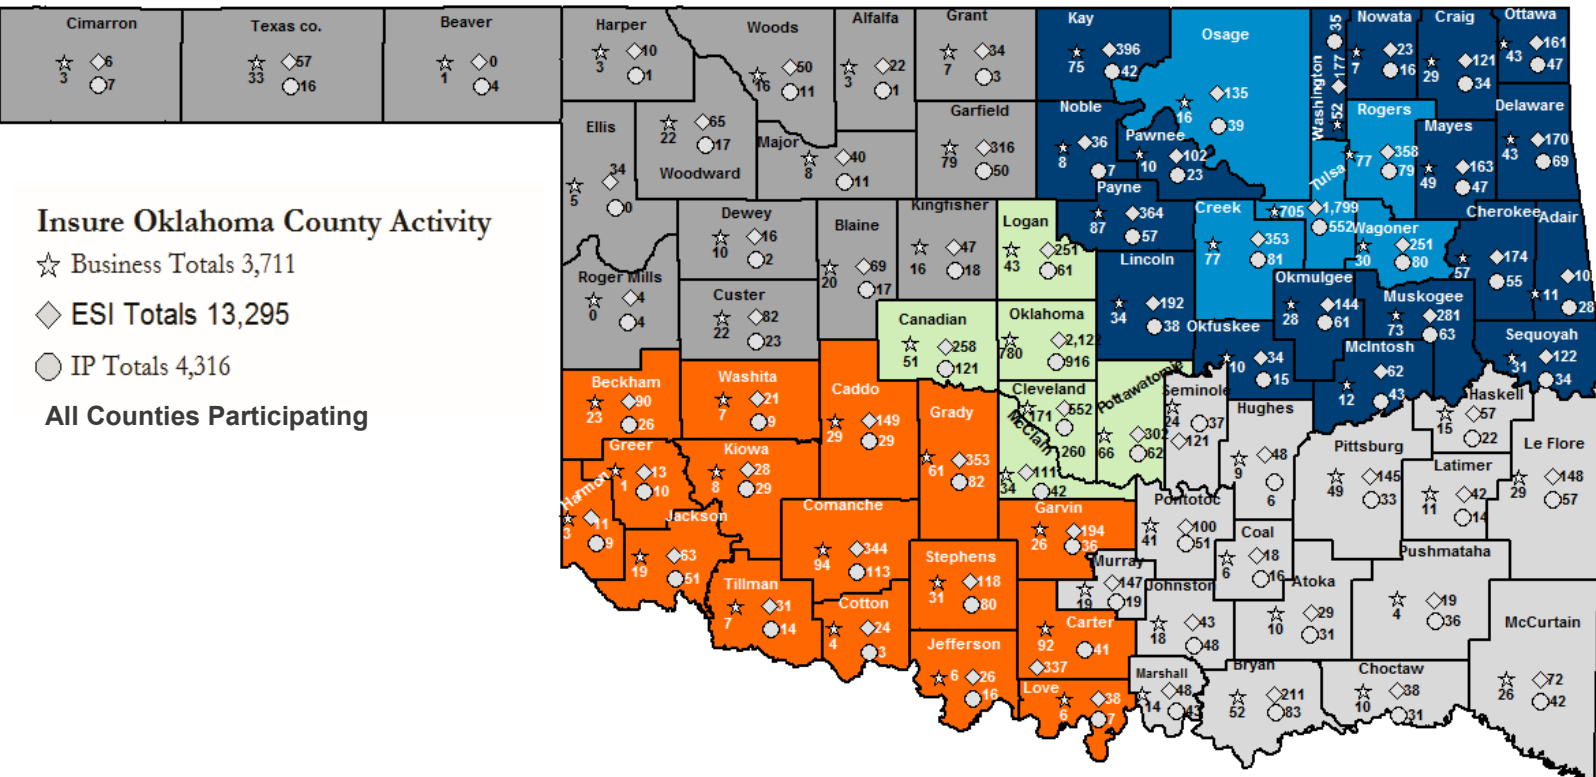 Insure Oklahoma County Activity
Business Totals 3,711
ESI Totals 13,295
IP Totals 4,316
All Counties Participating
Cimarron
3 6 7
Texas co.
33 57 16
Beaver
1 0 4
Harper
3 10 1
Woods
16 50 11
Alfalfa
3 22 1
Grant
7 34 3
Kay
75 396 42
Osage
16 135 39
Washington
52 177 35
Nowata
7 23 16
Craig
29 121 34
Ottawa
43 161 47
Ellis
5 34 0
Woodward
22 65 17
Major
8 40 11
Garfield
79 316 50
Noble
8 36 7
Pawnee
10 102 23
Rogers
77 358 79
Mayes
49 163 47
Delaware
43 170 69
Roger Mills
0 4 4
Dewey
10 16 2
Custer
22 82 23
Blaine
20 69 17
Kingfisher
16 47 18
Logan
43 251 61
Payne
87 364 57
Lincoln
34 192 38
Creek
77 353 81
Tulsa
705 1,799 552
Wagoner
30 251 80
Cherokee
57 174 55
Adair
11 10 28
Okmulgee
28 144 61
Muskogee
73 281 63
Okfuskee
10 34 15
McIntosh
12 62 43
Sequoyah
31 122 34
Canadian
51 258 121
Oklahoma
780 2,122 916
Cleveland
171 552 260
McClain
34 111 42
Pottawatomie
66 302 62
Seminole
24 37 121
Hughes
9 48 6
Haskell
15 57 22
Pittsburg
49 145 33
Latimer
11 42 14
Le Flore
29 148 57
Beckham
23 90 26
Washita
7 21 9
Caddo
29 149 29
Grady
61 353 82
Greer
1 13 10
Kiowa
8 28 29
Harmon
3 11 9
Jackson
19 63 51
Comanche
94 344 113
Tillman
7 31 14
Cotton
4 24 3
Stephens
31 118 80
Jefferson
6 26 16
Garvin
26 194 36
Murray
19 147 19
Carter
92 41 337
Love
6 38 7
Pontotoc
41 100 51
Coal
6 18 16
Johnston
18 43 48
Atoka
10 29 31
Pushmataha
4 19 36
Marshall
14 48 43
Bryan
52 211 83
Choctaw
10 38 31
McCurtain
26 72 42